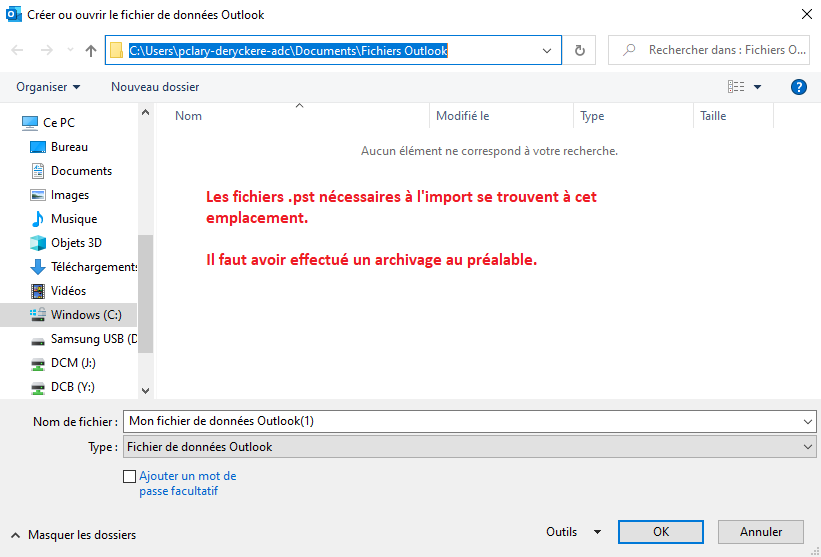 Créer ou ouvrir le fichier de données Outlook
C:\Users\pclary-deryckere-adc\Documents\Fichiers Outlook
Rechercher dans : Fichiers O...
Organiser
Nouveau dossier
?
Nom
Modifié le
Type
Taille
Ce PC
Bureau
Documents
Images
Musique
Objets 3D
Téléchargements
Vidéos
Windows (C:)
Samsung USB (D
DCM (J:)
DCB (Y:)
Aucun élément ne correspond à votre recherche.
Les fichiers .pst nécessaires à l'import se trouvent à cet
emplacement.
Il faut avoir effectué un archivage au préalable.
Nom de fichier :
Mon fichier de données Outlook(1)
Type :
Fichier de données Outlook
Ajouter un mot de
passe facultatif
Masquer les dossiers
Outils
OK
Annuler